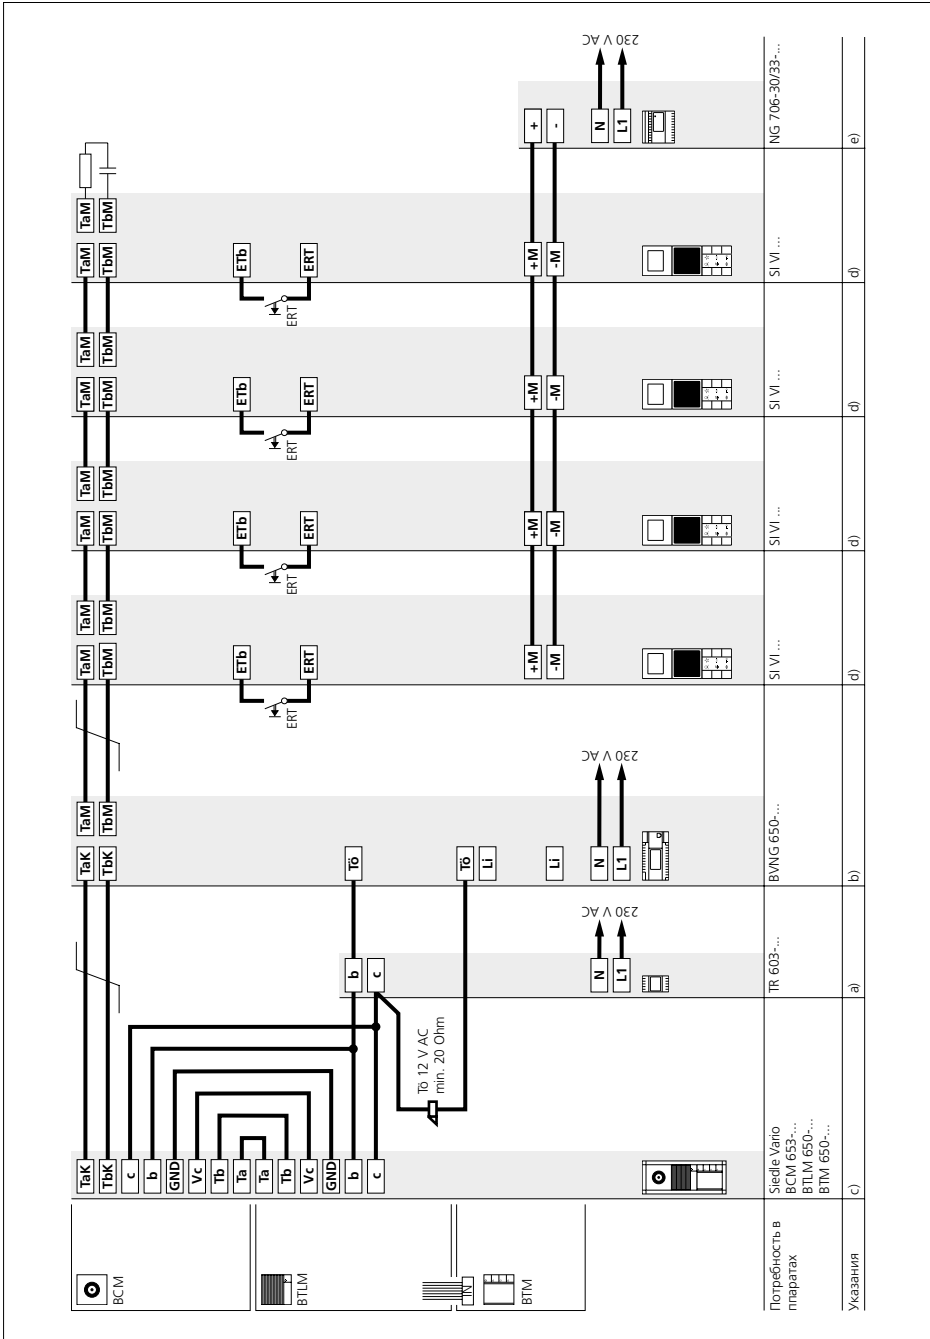 TaK TaK TaM TaM TaM TaM TaM TaM TaM TaM TaM
TbK TbK TbM TbM TbM TbM TbM TbM TbM TbM TbM
BCM
c
b
GND
Vc
Tb
Ta ETb ETb ETb ETb
Ta
Tb
ERT ERT ERT ERT
BTLM
Vc ERT ERT ERT ERT
GND
b b Tö
c c
Tö 12 V AC
min. 20 Ohm
IN Tö
Li
BTM
+M +M +M +M +
Li -M -M -M -M -
N N N
230 V AC 230 V AC 230 V AC
L1 L1 L1
Потребность в
ппаратах
Siedle Vario
BCM 653-...
BTLM 650-...
BTM 650-...
TR 603-...
BVNG 650-...
SI VI ...
SI VI ...
SI VI ...
SI VI ...
NG 706-30/33-...
Указания c) a) b) d) d) d) d) e)